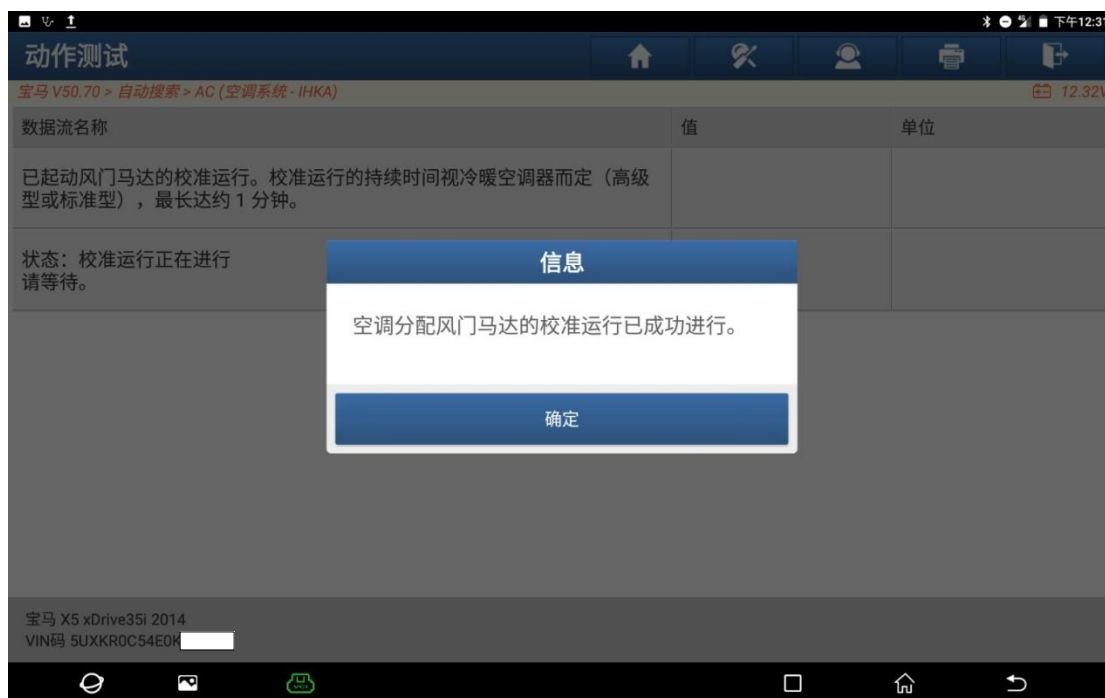 下午12:31
动作测试
宝马 V50.70 > 自动搜索 > AC (空调系统 - IHKA)
12.32V
数据流名称
值
单位
已起动风门马达的校准运行。校准运行的持续时间视冷暖空调器而定（高级
型或标准型），最长达约 1 分钟。
状态：校准运行正在进行
请等待。
信息
空调分配风门马达的校准运行已成功进行。
确定
宝马 X5 xDrive35i 2014
VIN码 5UXKR0C54E0K
VCI